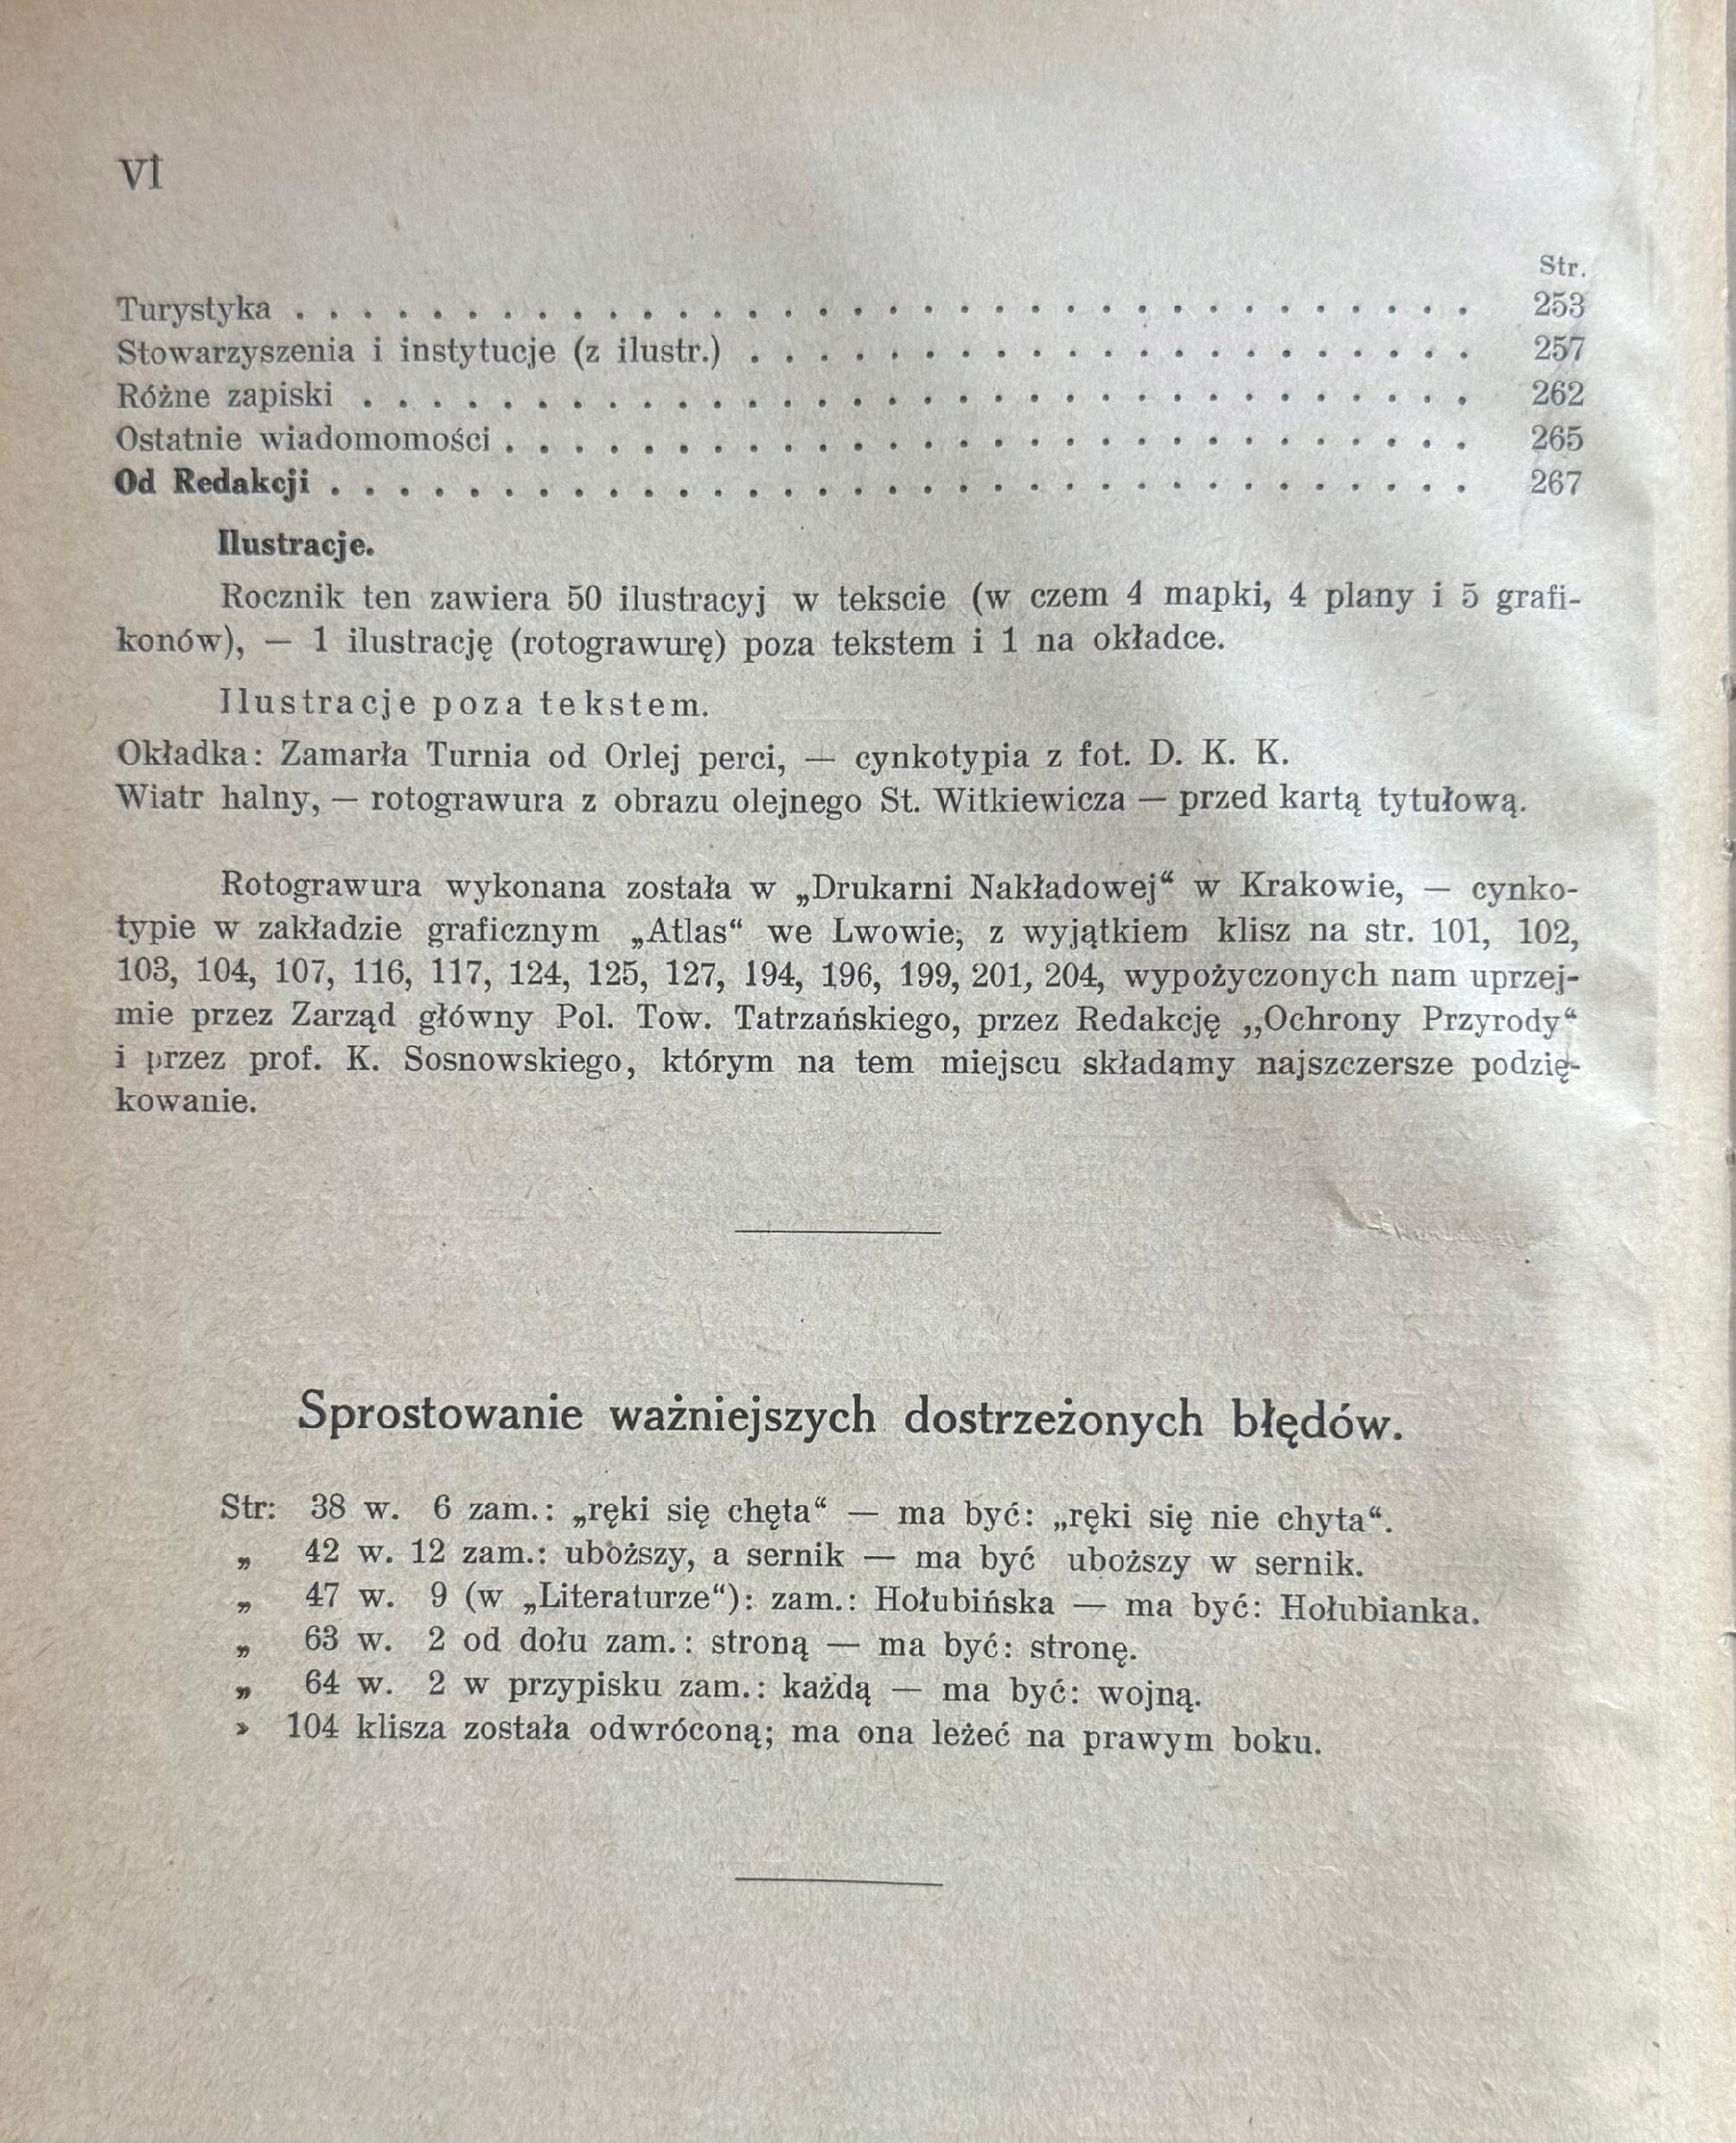 VI
Str.
Turystyka . . . . . . . . . . . . . . . . . . . . . . . . . . . . . . . . . . 253
Stowarzyszenia i instytucje (z ilustr.) . . . . . . . . . . . . . . . . . . . . . 257
Różne zapiski . . . . . . . . . . . . . . . . . . . . . . . . . . . . . . . . 262
Ostatnie wiadomomości . . . . . . . . . . . . . . . . . . . . . . . . . . . . 265
Od Redakcji . . . . . . . . . . . . . . . . . . . . . . . . . . . . . . . . . 267
Ilustracje.
Rocznik ten zawiera 50 ilustracyj w tekscie (w czem 4 mapki, 4 plany i 5 grafi-
konów), — 1 ilustrację (rotograwurę) poza tekstem i 1 na okładce.
Ilustracje poza tekstem.
Okładka: Zamarła Turnia od Orlej perci, — cynkotypia z fot. D. K. K.
Wiatr halny, — rotograwura z obrazu olejnego St. Witkiewicza — przed kartą tytułową.
Rotograwura wykonana została w „Drukarni Nakładowej“ w Krakowie, — cynko-
typie w zakładzie graficznym „Atlas“ we Lwowie, z wyjątkiem klisz na str. 101, 102,
103, 104, 107, 116, 117, 124, 125, 127, 194, 196, 199, 201, 204, wypożyczonych nam uprzej-
mie przez Zarząd główny Pol. Tow. Tatrzańskiego, przez Redakcję ,,Ochrony Przyrody“
i przez prof. K. Sosnowskiego, którym na tem miejscu składamy najszczersze podzię-
kowanie.
Sprostowanie ważniejszych dostrzeżonych błędów.
Str: 38 w. 6 zam.: „ręki się chęta“ — ma być: „ręki się nie chyta“.
„ 42 w. 12 zam.: uboższy, a sernik — ma być uboższy w sernik.
„ 47 w. 9 (w „Literaturze“): zam.: Hołubińska — ma być: Hołubianka.
„ 63 w. 2 od dołu zam.: stroną — ma być: stronę.
„ 64 w. 2 w przypisku zam.: każdą — ma być: wojną.
» 104 klisza została odwróconą; ma ona leżeć na prawym boku.